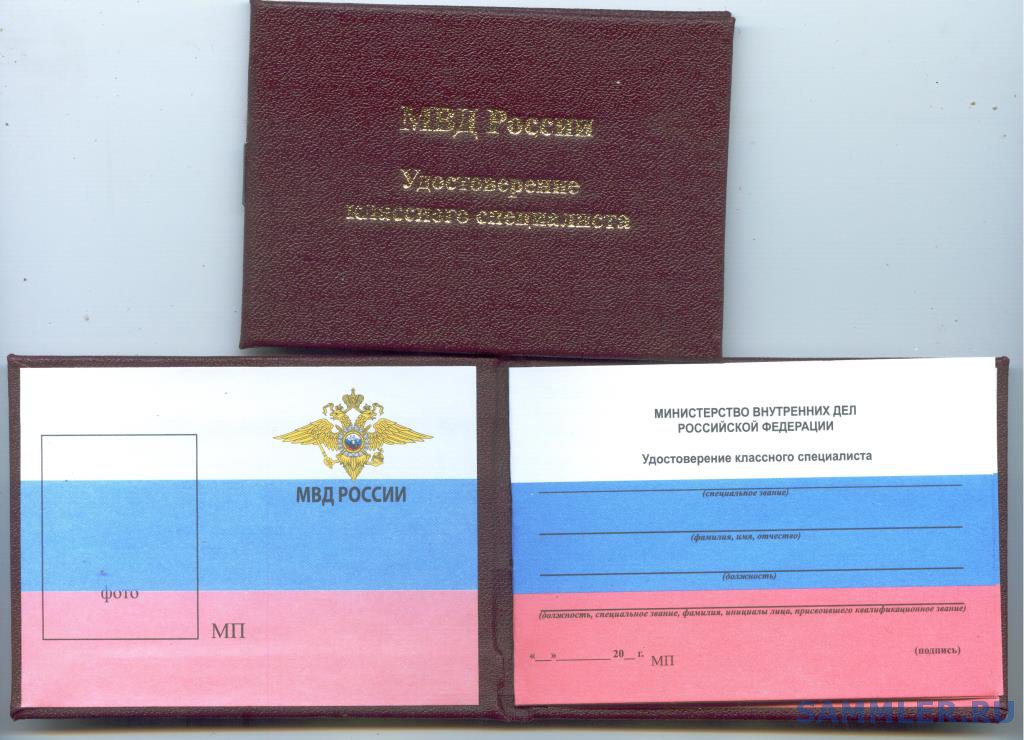 МВД России
Удостоверение
классного специалиста
МВД РОССИИ
фото
МП
МИНИСТЕРСТВО ВНУТРЕННИХ ДЕЛ
РОССИЙСКОЙ ФЕДЕРАЦИИ
Удостоверение классного специалиста
(специальное звание)
(фамилия, имя, отчество)
(должность)
(должность, специальное звание, фамилия, инициалы лица, присвоившего квалификационное звание)
«__»__________ 20__ г. МП (подпись)
SAMMLER.RU